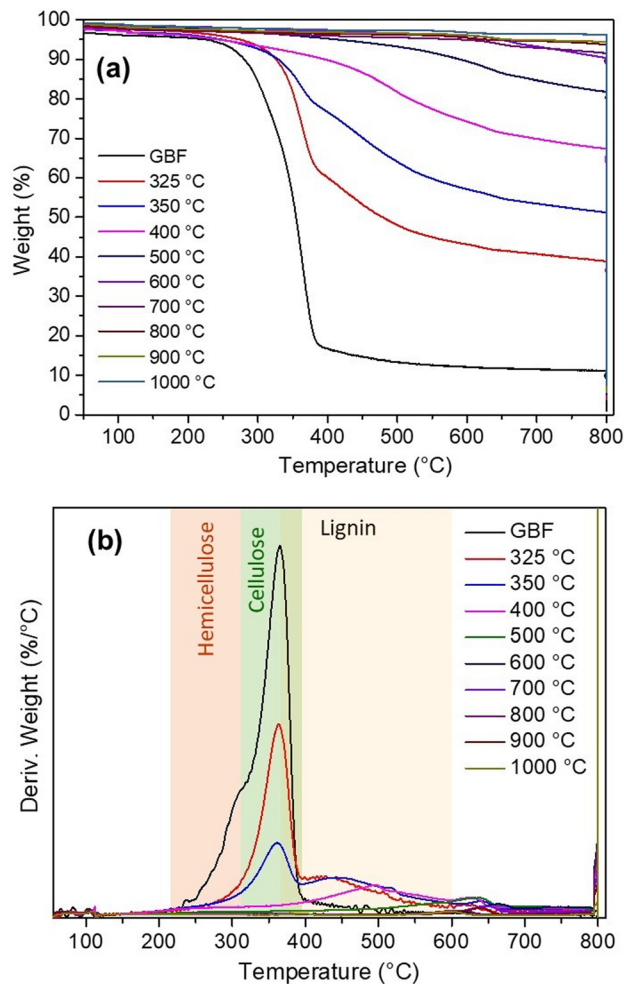 (a)
100
90
80
70
60
50
40
30
20
10
0
Weight (%)
GBF
325 °C
350 °C
400 °C
500 °C
600 °C
700 °C
800 °C
900 °C
1000 °C
100 200 300 400 500 600 700 800
Temperature (°C)
(b)
Hemicellulose
Cellulose
Lignin
Deriv. Weight (%/°C)
GBF
325 °C
350 °C
400 °C
500 °C
600 °C
700 °C
800 °C
900 °C
1000 °C
100 200 300 400 500 600 700 800
Temperature (°C)